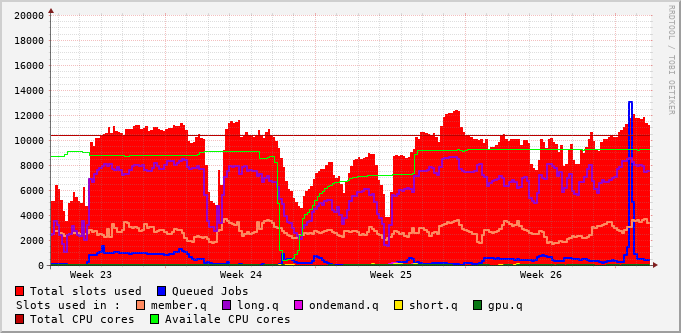 20000
18000
16000
14000
12000
10000
8000
6000
4000
2000
0
Week 23 Week 24 Week 25 Week 26
RRDTOOL / TOBI OETIKER
Total slots used Queued Jobs
Slots used in : member.q long.q ondemand.q short.q gpu.q
Total CPU cores Availale CPU cores